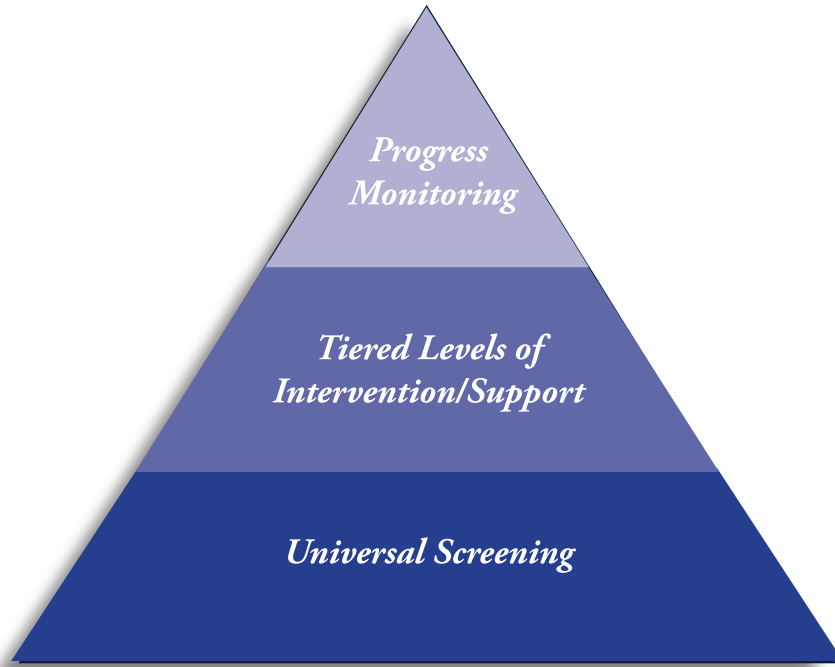 Progress
Monitoring
Tiered Levels of
Intervention/Support
Universal Screening